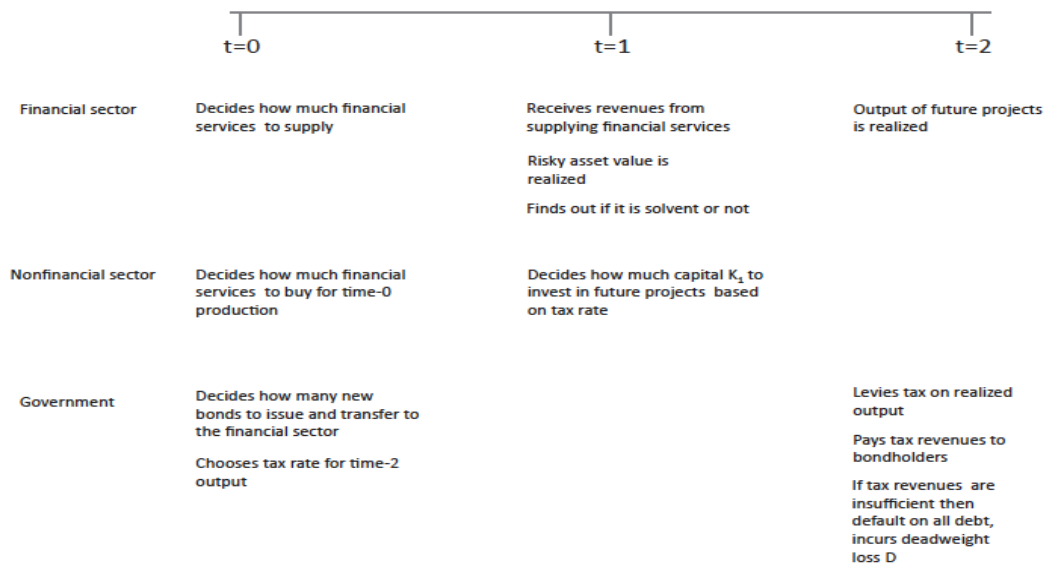 t=0
t=1
t=2
Financial sector
Decides how much financial
services to supply
Receives revenues from
supplying financial services
Risky asset value is
realized
Finds out if it is solvent or not
Output of future projects
is realized
Nonfinancial sector
Decides how much financial
services to buy for time-0
production
Decides how much capital K₁ to
invest in future projects based
on tax rate
Government
Decides how many new
bonds to issue and transfer to
the financial sector
Chooses tax rate for time-2
output
Levies tax on realized
output
Pays tax revenues to
bondholders
If tax revenues are
insufficient then
default on all debt,
incurs deadweight
loss D